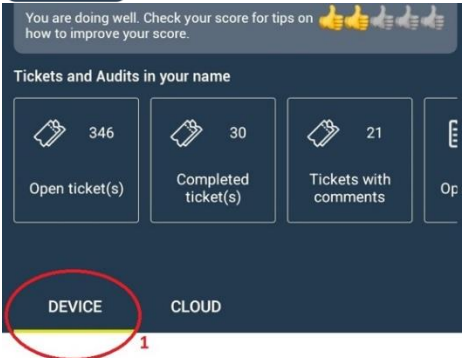 You are doing well. Check your score for tips on
how to improve your score.
Tickets and Audits in your name
346
Open ticket(s)
30
Completed
ticket(s)
21
Tickets with
comments
Op
DEVICE
CLOUD
1